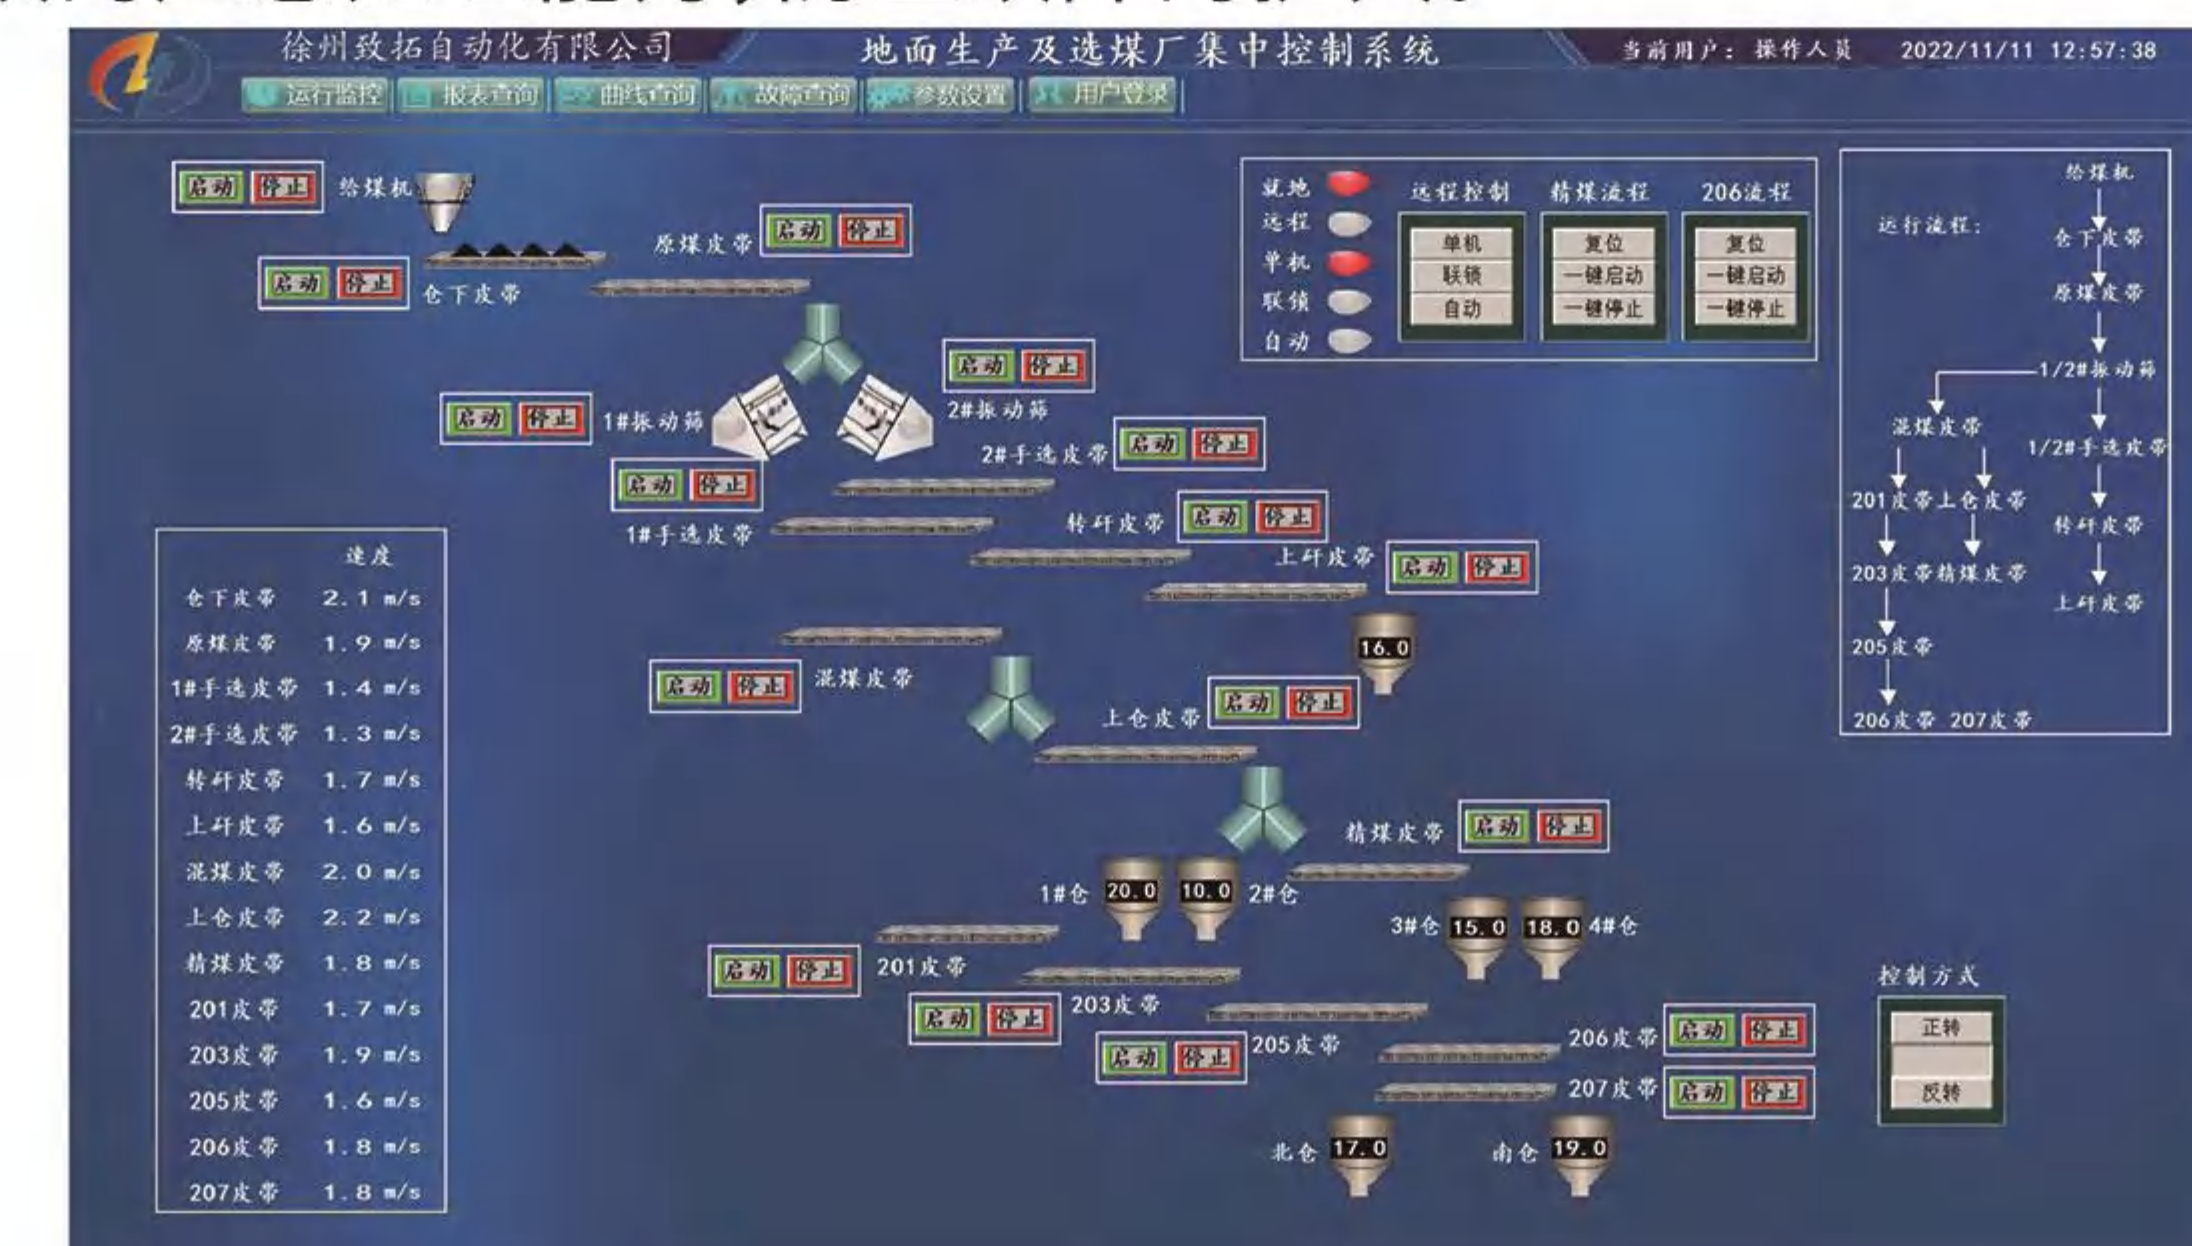 徐州致拓自动化有限公司
地面生产及选煤厂集中控制系统
当前用户：操作人员 2022/11/11 12:57:38
运行监控 报表查询 曲线查询 故障查询 参数设置 用户登录
启动 停止 给煤机
原煤皮带 启动 停止
启动 停止 仓下皮带
启动 停止
2#振动筛
启动 停止 1#振动筛
2#手选皮带 启动 停止
启动 停止
1#手选皮带
转矸皮带 启动 停止
上矸皮带 启动 停止
16.0
启动 停止 混煤皮带
上仓皮带 启动 停止
精煤皮带 启动 停止
1#仓 20.0 10.0 2#仓
3#仓 15.0 18.0 4#仓
启动 停止 201皮带
启动 停止 203皮带
启动 停止 205皮带
206皮带 启动 停止
207皮带 启动 停止
北仓 17.0 南仓 19.0
就地
远程
单机
联锁
自动
远程控制 精煤流程 206流程
单机 复位 复位
联锁 一键启动 一键启动
自动 一键停止 一键停止
运行流程：
给煤机
仓下皮带
原煤皮带
1/2#振动筛
混煤皮带
1/2#手选皮带
201皮带 上仓皮带
转矸皮带
203皮带 精煤皮带
上矸皮带
205皮带
206皮带 207皮带
速度
仓下皮带 2.1 m/s
原煤皮带 1.9 m/s
1#手选皮带 1.4 m/s
2#手选皮带 1.3 m/s
转矸皮带 1.7 m/s
上矸皮带 1.6 m/s
混煤皮带 2.0 m/s
上仓皮带 2.2 m/s
精煤皮带 1.8 m/s
201皮带 1.7 m/s
203皮带 1.9 m/s
205皮带 1.6 m/s
206皮带 1.8 m/s
207皮带 1.8 m/s
控制方式
正转
反转